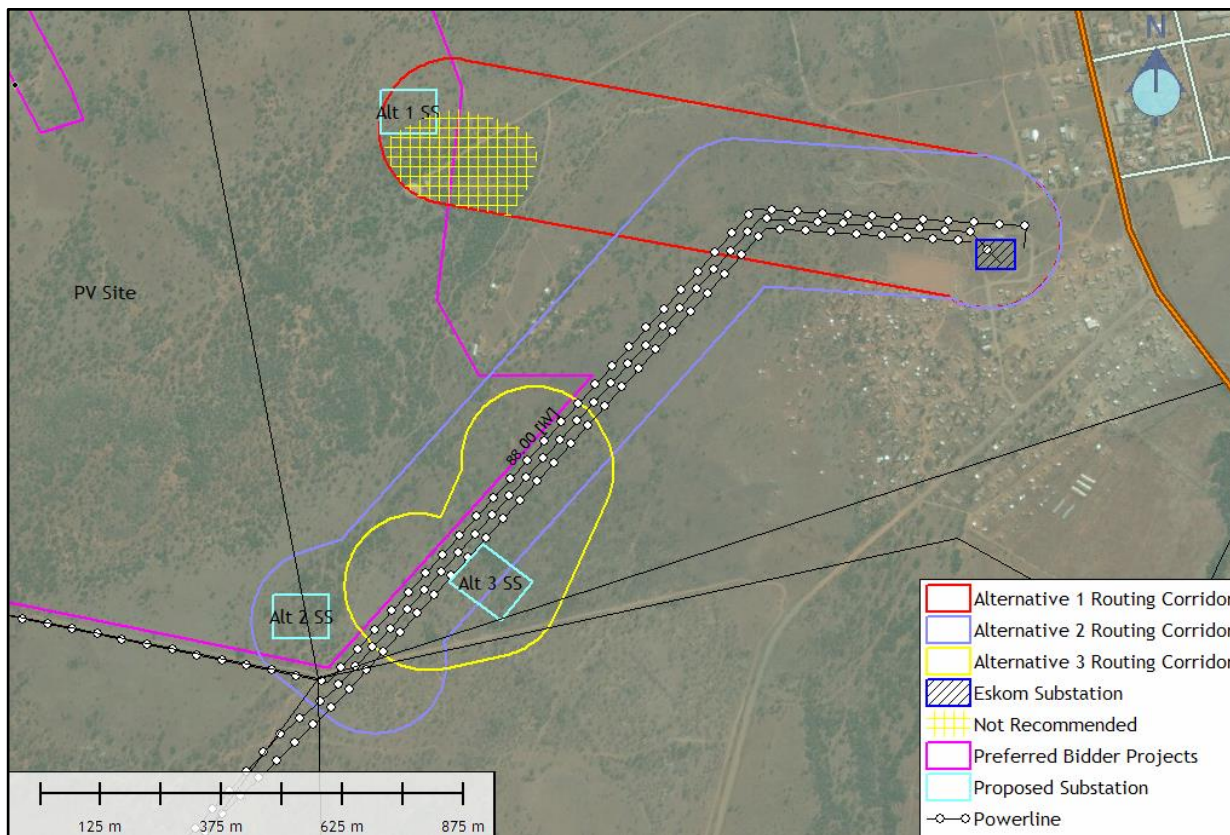 N
Alt 1 SS
PV Site
88.00 [kV]
Alt 3 SS
Alt 2 SS
Alternative 1 Routing Corridor
Alternative 2 Routing Corridor
Alternative 3 Routing Corridor
Eskom Substation
Not Recommended
Preferred Bidder Projects
Proposed Substation
Powerline
125 m
375 m
625 m
875 m